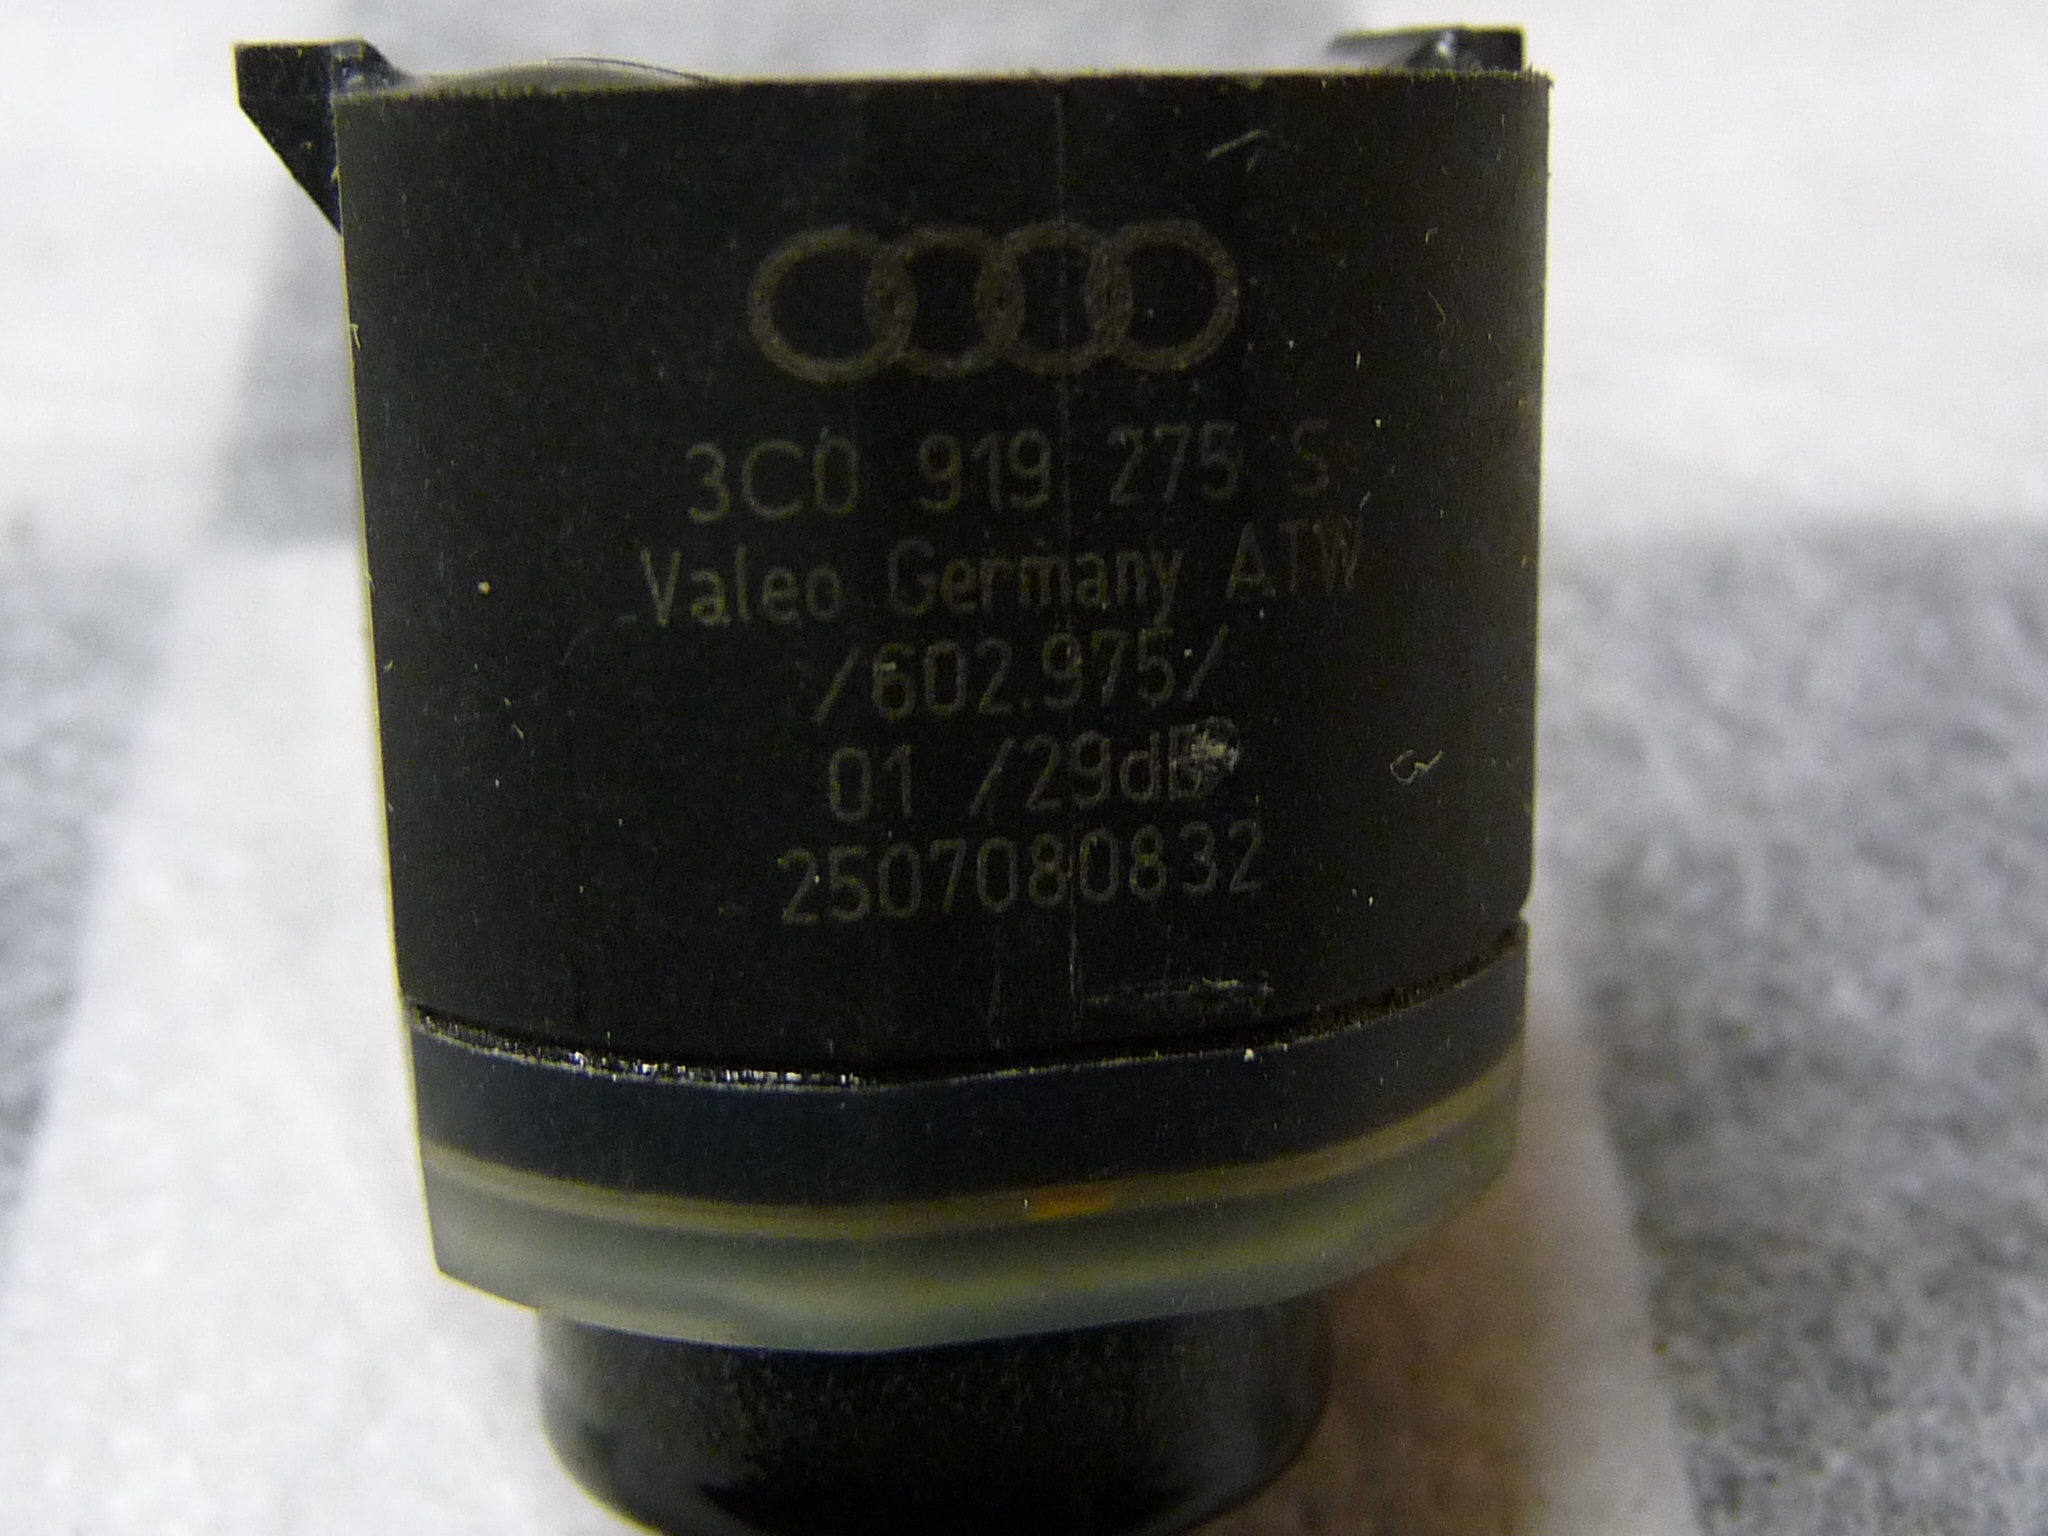 3C0 919 275 S
Valeo Germany ATW
/602.975/
01 /29dB
2507080832